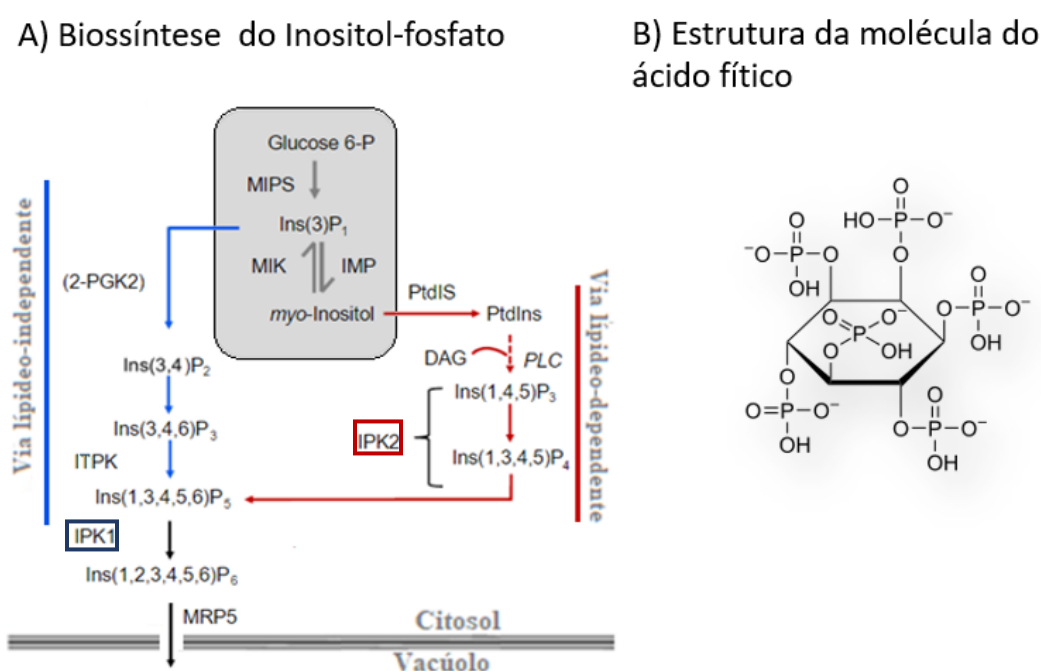 A) Biossíntese do Inositol-fosfato
B) Estrutura da molécula do
ácido fítico
Via lípideo-independente
Glucose 6-P
MIPS
Ins(3)P₁
(2-PGK2)
MIK
IMP
myo-Inositol
PtdIS
PtdIns
DAG
PLC
Ins(3,4)P₂
Ins(1,4,5)P₃
Ins(3,4,6)P₃
IPK2
ITPK
Ins(1,3,4,5)P₄
Ins(1,3,4,5,6)P₅
Via lípideo-dependente
IPK1
Ins(1,2,3,4,5,6)P₆
MRP5
Citosol
Vacúolo
O
O
HO–P–O⁻
⁻O–P–O
O
OH
O
O
O⁻
O–P–O⁻
P
O
OH
OH
O
O
O=P–O⁻
O–P–O⁻
OH
OH